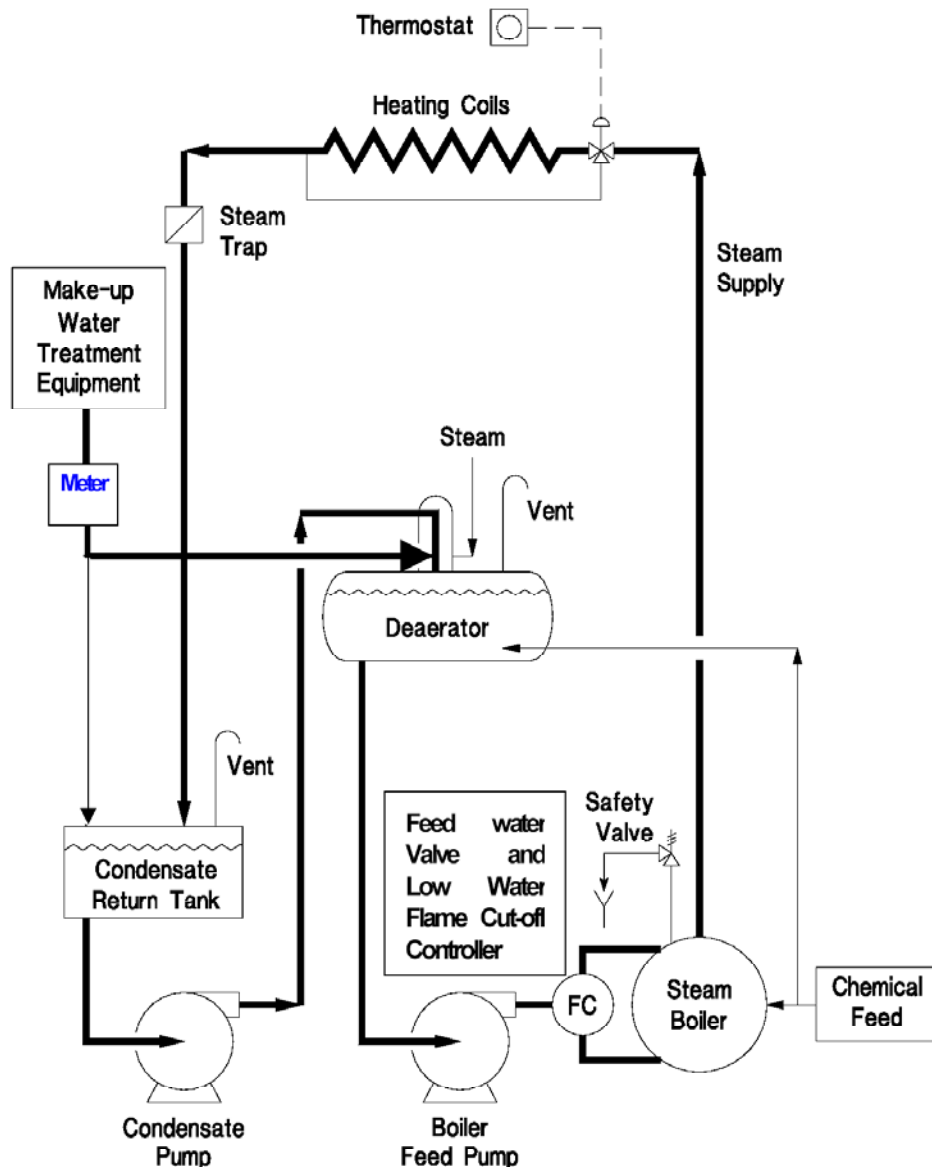 Thermostat
Heating Coils
Steam
Trap
Steam
Supply
Make-up
Water
Treatment
Equipment
Meter
Steam
Vent
Deaerator
Vent
Condensate
Return Tank
Feed water
Valve and
Low Water
Flame Cut-off
Controller
Safety
Valve
FC
Steam
Boiler
Chemical
Feed
Condensate
Pump
Boiler
Feed Pump